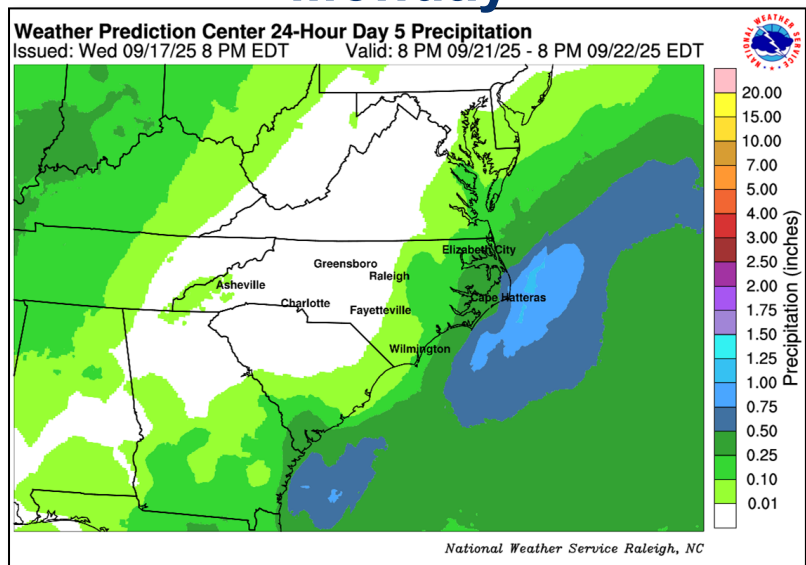 Monday
Weather Prediction Center 24-Hour Day 5 Precipitation
Issued: Wed 09/17/25 8 PM EDT Valid: 8 PM 09/21/25 - 8 PM 09/22/25 EDT
NATIONAL WEATHER SERVICE
20.00
15.00
10.00
7.00
5.00
4.00
3.00
2.50
2.00
1.75
1.50
1.25
1.00
0.75
0.50
0.25
0.10
0.01
Precipitation (inches)
Elizabeth City
Greensboro
Raleigh
Asheville
Cape Hatteras
Charlotte
Fayetteville
Wilmington
National Weather Service Raleigh, NC